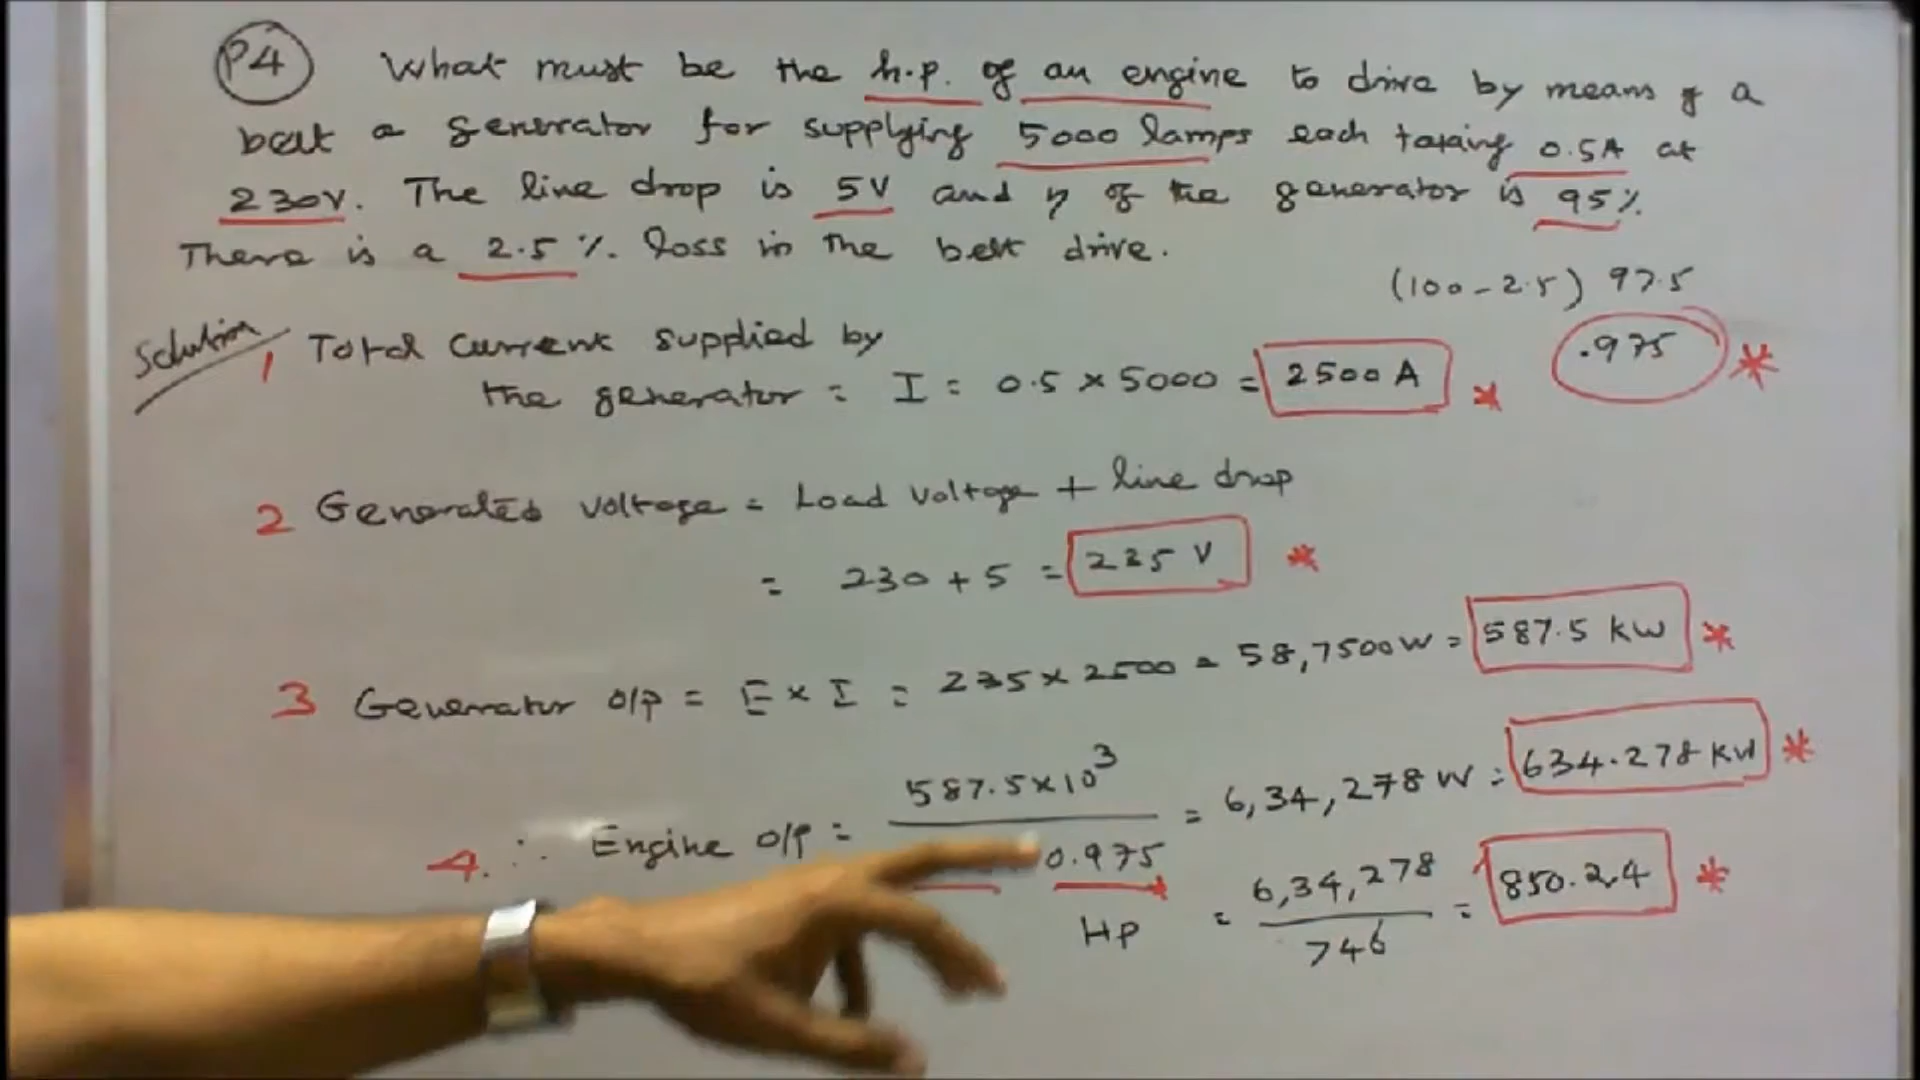 P4 What must be the h.p. of an engine to drive by means of a
belt a generator for supplying 5000 lamps each taking 0.5A at
230V. The line drop is 5V and η of the generator is 95%.
There is a 2.5% loss in the belt drive.
(100-2.5) 97.5
.975 *
Solution
1 Total Current supplied by
the generator = I = 0.5 × 5000 = 2500 A *
2 Generated voltage = Load voltage + line drop
= 230 + 5 = 235 V *
3 Generator o/p = E × I = 235 × 2500 = 58,7500W = 587.5 kW *
4. ∴ Engine o/p = 587.5×10³ / 0.975 = 6,34,278 W = 634.278 KW *
HP = 6,34,278 / 746 = 850.24 *